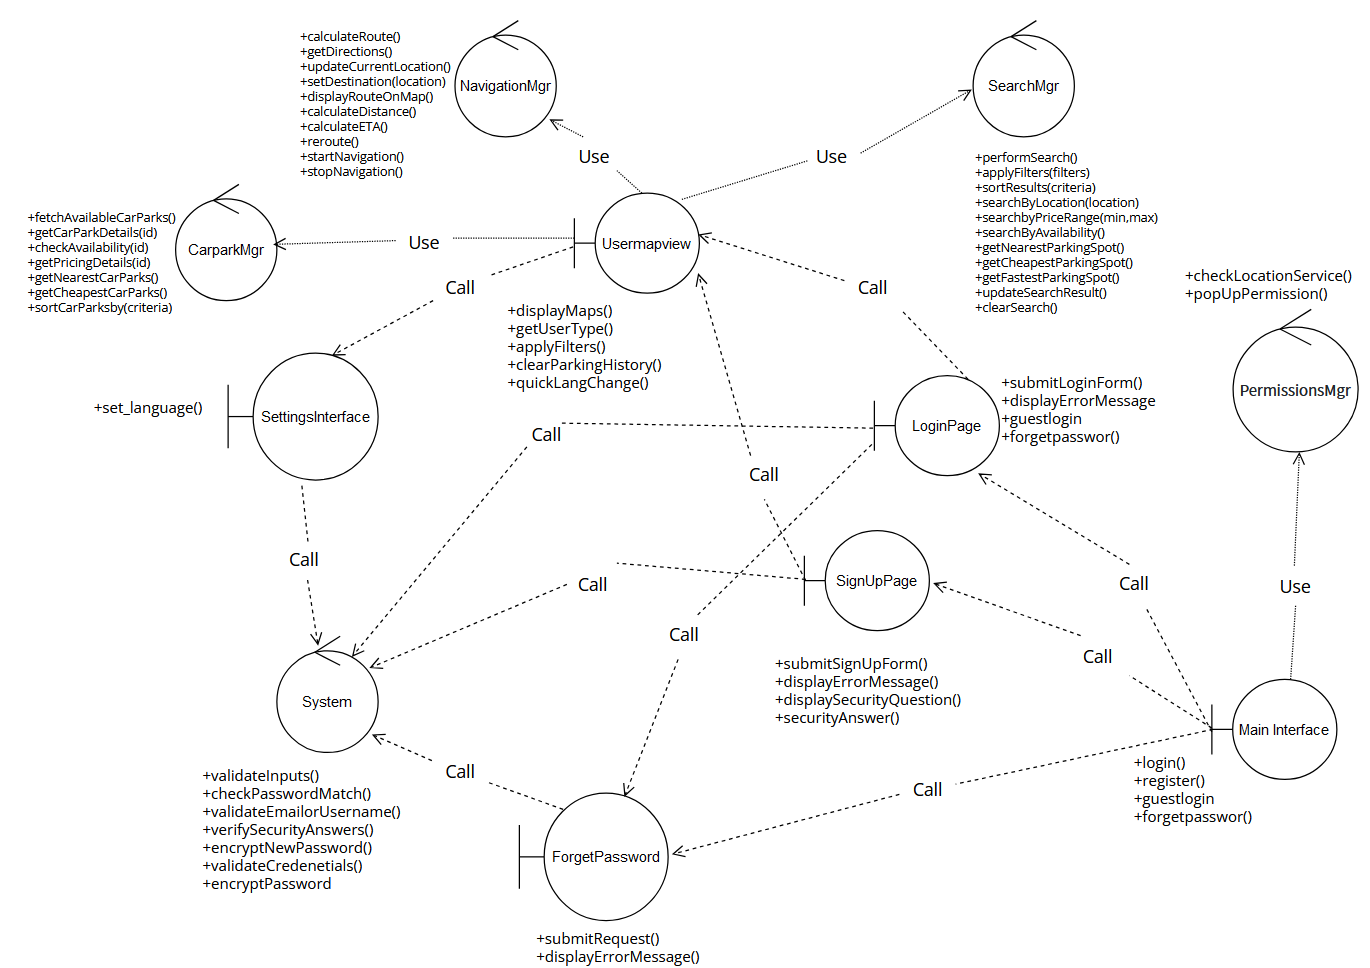 +calculateRoute()
+getDirections()
+updateCurrentLocation()
+setDestination(location)
+displayRouteOnMap()
+calculateDistance()
+calculateETA()
+reroute()
+startNavigation()
+stopNavigation()
NavigationMgr
SearchMgr
Use
Use
+performSearch()
+applyFilters(filters)
+sortResults(criteria)
+searchByLocation(location)
+searchbyPriceRange(min,max)
+searchByAvailability()
+getNearestParkingSpot()
+getCheapestParkingSpot()
+getFastestParkingSpot()
+updateSearchResult()
+clearSearch()
+fetchAvailableCarParks()
+getCarParkDetails(id)
+checkAvailability(id)
+getPricingDetails(id)
+getNearestCarParks()
+getCheapestCarParks()
+sortCarParksby(criteria)
CarparkMgr
Use
Usermapview
Call
Call
+displayMaps()
+getUserType()
+applyFilters()
+clearParkingHistory()
+quickLangChange()
+checkLocationService()
+popUpPermission()
PermissionsMgr
+set_language()
SettingsInterface
Call
LoginPage
+submitLoginForm()
+displayErrorMessage
+guestlogin
+forgetpasswor()
Call
Call
Call
SignUpPage
Call
Use
Call
Call
+submitSignUpForm()
+displayErrorMessage()
+displaySecurityQuestion()
+securityAnswer()
System
Main Interface
+login()
+register()
+guestlogin
+forgetpasswor()
Call
Call
+validateInputs()
+checkPasswordMatch()
+validateEmailorUsername()
+verifySecurityAnswers()
+encryptNewPassword()
+validateCredenetials()
+encryptPassword
ForgetPassword
+submitRequest()
+displayErrorMessage()